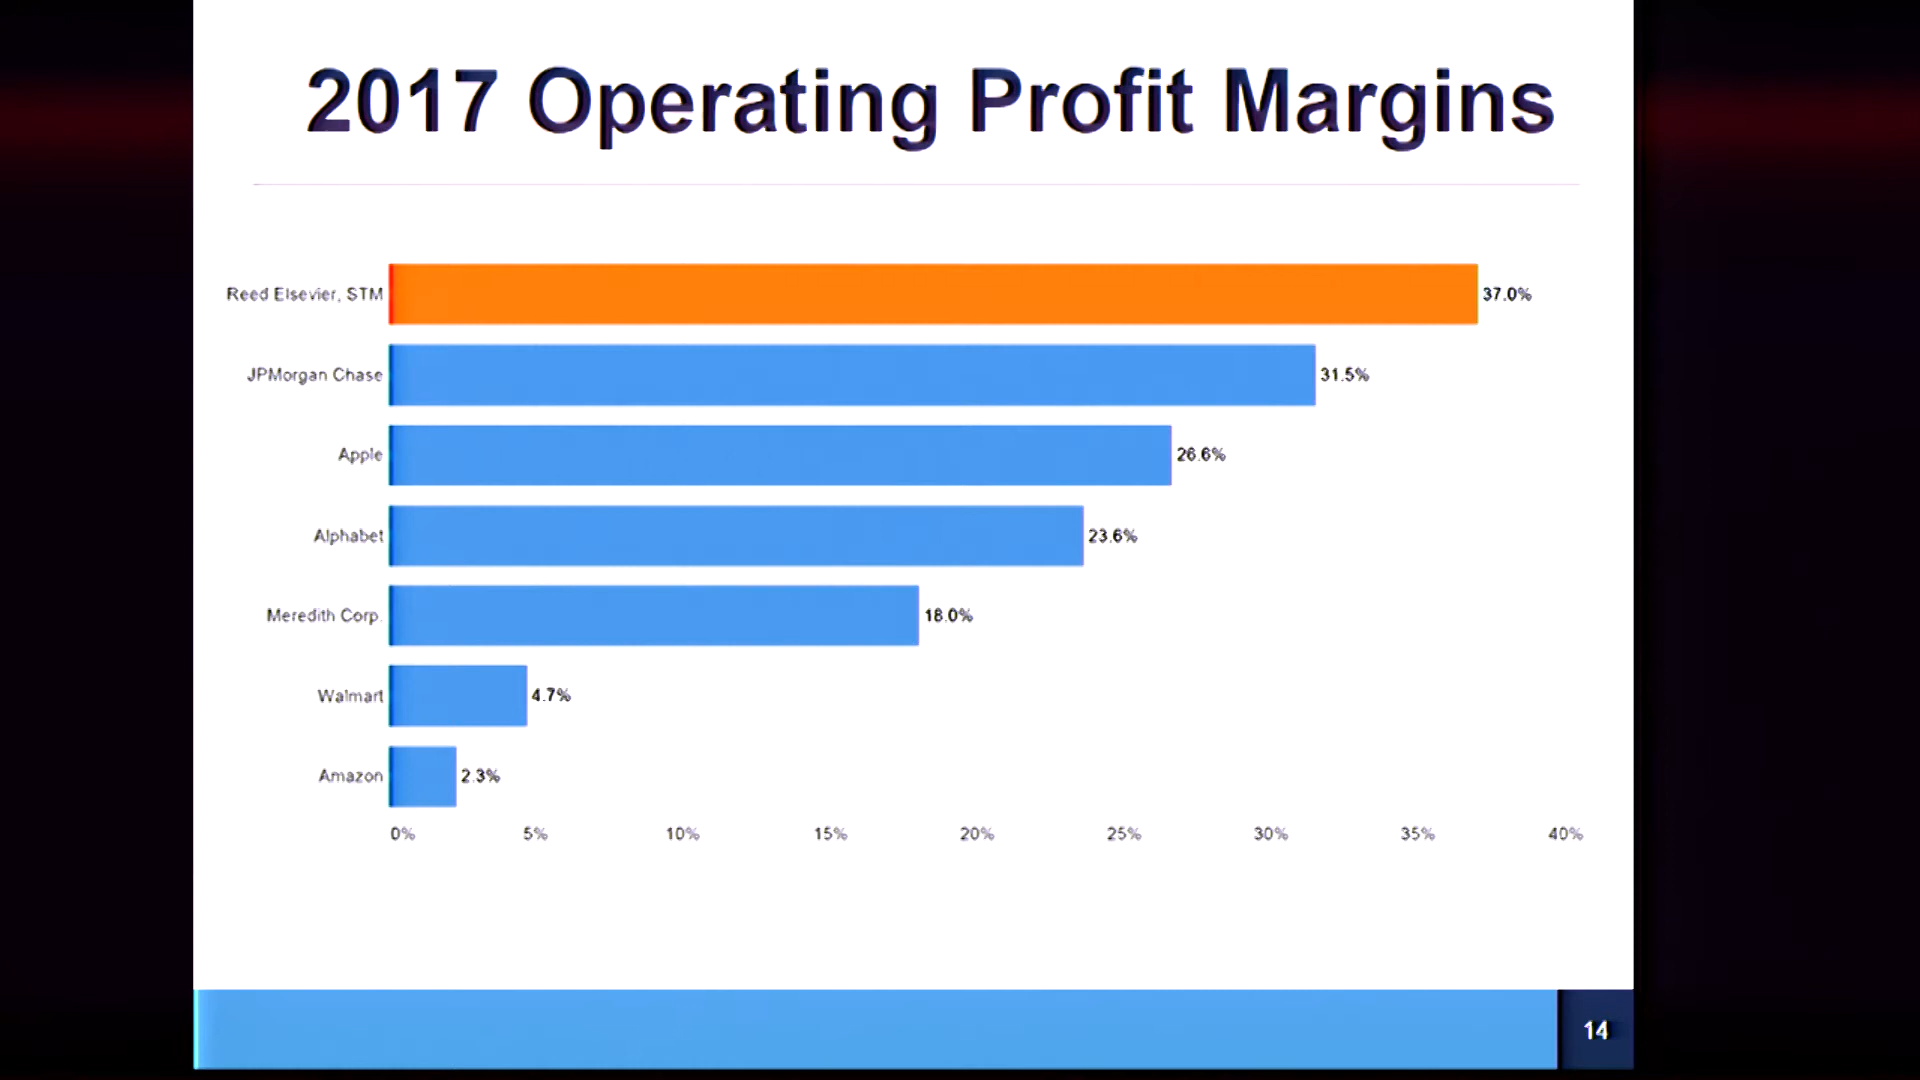 2017 Operating Profit Margins
Reed Elsevier, STM 37.0%
JPMorgan Chase 31.5%
Apple 26.6%
Alphabet 23.6%
Meredith Corp. 18.0%
Walmart 4.7%
Amazon 2.3%
0% 5% 10% 15% 20% 25% 30% 35% 40%
14